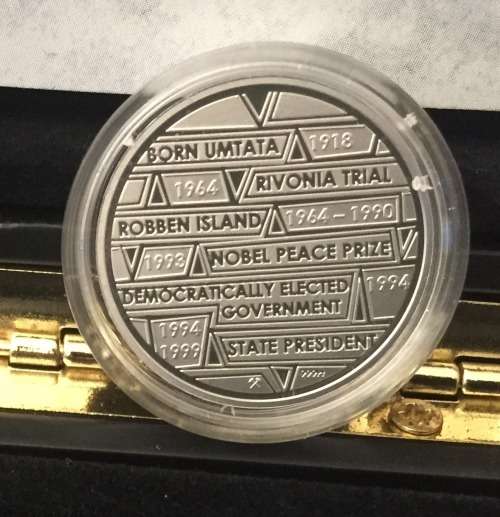 BORN UMTATA 1918
1964 RIVONIA TRIAL
ROBBEN ISLAND 1964 - 1990
1993 NOBEL PEACE PRIZE
DEMOCRATICALLY ELECTED 1994
GOVERNMENT
1994
1999 STATE PRESIDENT